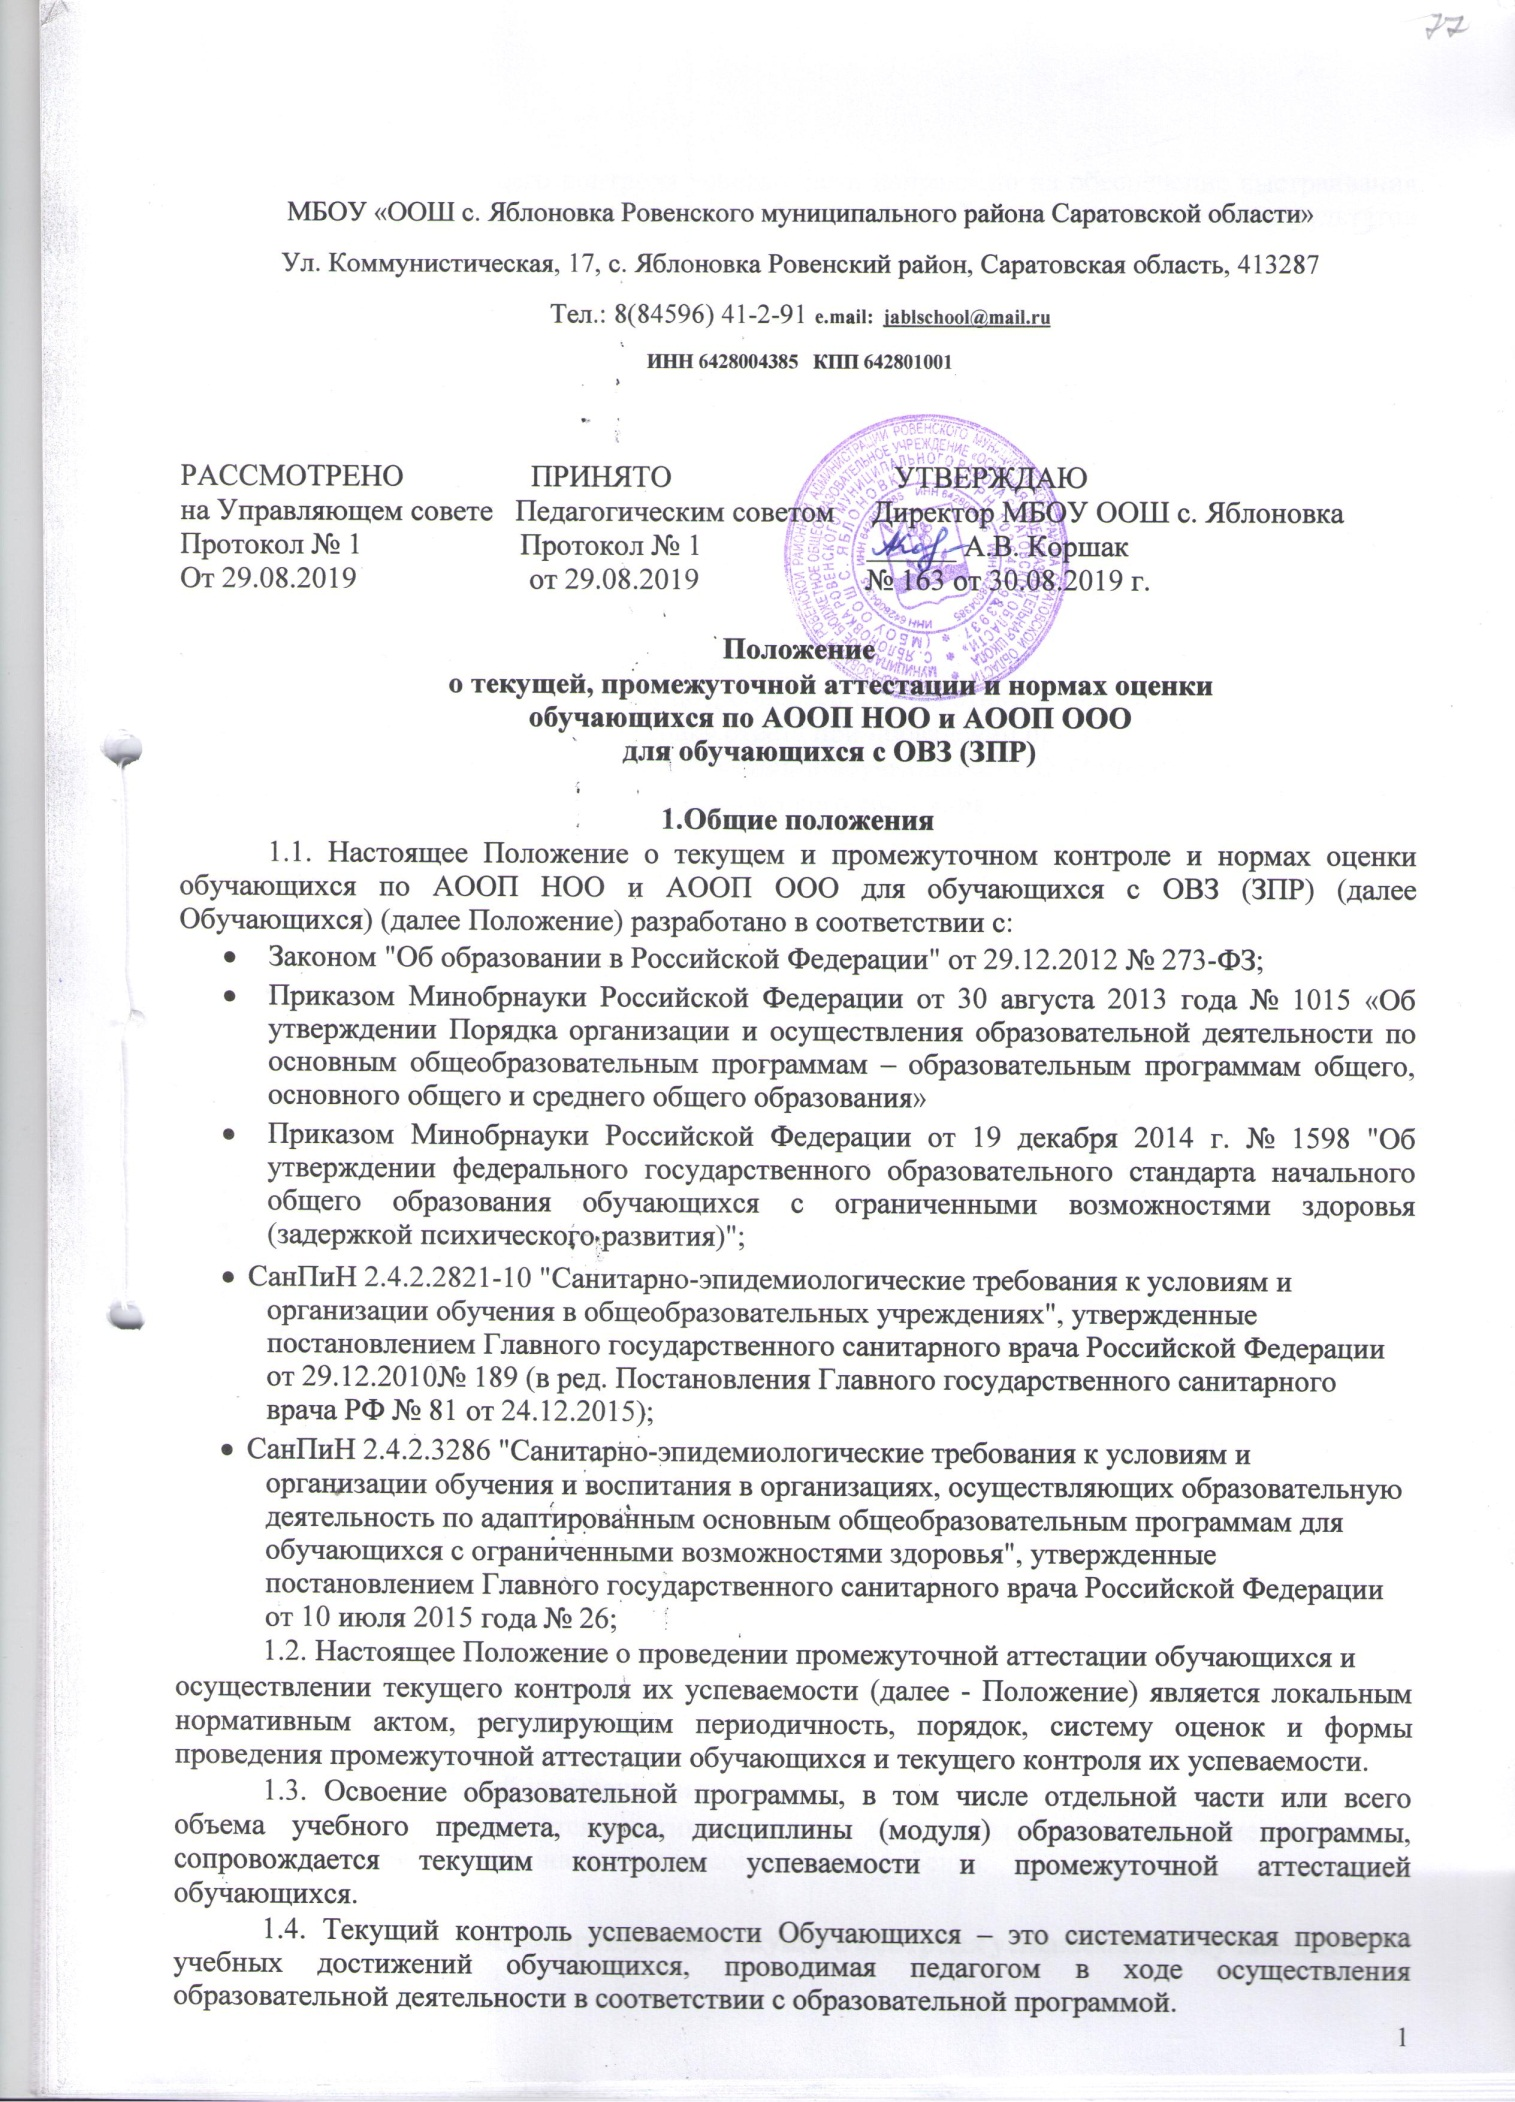 77
МБОУ «ООШ с. Яблоновка Ровенского муниципального района Саратовской области»
Ул. Коммунистическая, 17, с. Яблоновка Ровенский район, Саратовская область, 413287
Тел.: 8(84596) 41-2-91 e.mail: jablschool@mail.ru
ИНН 6428004385 КПП 642801001
РАССМОТРЕНО ПРИНЯТО УТВЕРЖДАЮ
на Управляющем совете Педагогическим советом Директор МБОУ ООШ с. Яблоновка
Протокол № 1 Протокол № 1 А.В. Коршак
От 29.08.2019 от 29.08.2019 № 163 от 30.08.2019 г.
Положение
о текущей, промежуточной аттестации и нормах оценки
обучающихся по АООП НОО и АООП ООО
для обучающихся с ОВЗ (ЗПР)
1.Общие положения
1.1. Настоящее Положение о текущем и промежуточном контроле и нормах оценки
обучающихся по АООП НОО и АООП ООО для обучающихся с ОВЗ (ЗПР) (далее
Обучающихся) (далее Положение) разработано в соответствии с:
• Законом "Об образовании в Российской Федерации" от 29.12.2012 № 273-ФЗ;
• Приказом Минобрнауки Российской Федерации от 30 августа 2013 года № 1015 «Об
утверждении Порядка организации и осуществления образовательной деятельности по
основным общеобразовательным программам – образовательным программам общего,
основного общего и среднего общего образования»
• Приказом Минобрнауки Российской Федерации от 19 декабря 2014 г. № 1598 "Об
утверждении федерального государственного образовательного стандарта начального
общего образования обучающихся с ограниченными возможностями здоровья
(задержкой психического развития)";
• СанПиН 2.4.2.2821-10 "Санитарно-эпидемиологические требования к условиям и
организации обучения в общеобразовательных учреждениях", утвержденные
постановлением Главного государственного санитарного врача Российской Федерации
от 29.12.2010№ 189 (в ред. Постановления Главного государственного санитарного
врача РФ № 81 от 24.12.2015);
• СанПиН 2.4.2.3286 "Санитарно-эпидемиологические требования к условиям и
организации обучения и воспитания в организациях, осуществляющих образовательную
деятельность по адаптированным основным общеобразовательным программам для
обучающихся с ограниченными возможностями здоровья", утвержденные
постановлением Главного государственного санитарного врача Российской Федерации
от 10 июля 2015 года № 26;
1.2. Настоящее Положение о проведении промежуточной аттестации обучающихся и
осуществлении текущего контроля их успеваемости (далее - Положение) является локальным
нормативным актом, регулирующим периодичность, порядок, систему оценок и формы
проведения промежуточной аттестации обучающихся и текущего контроля их успеваемости.
1.3. Освоение образовательной программы, в том числе отдельной части или всего
объема учебного предмета, курса, дисциплины (модуля) образовательной программы,
сопровождается текущим контролем успеваемости и промежуточной аттестацией
обучающихся.
1.4. Текущий контроль успеваемости Обучающихся – это систематическая проверка
учебных достижений обучающихся, проводимая педагогом в ходе осуществления
образовательной деятельности в соответствии с образовательной программой.
1